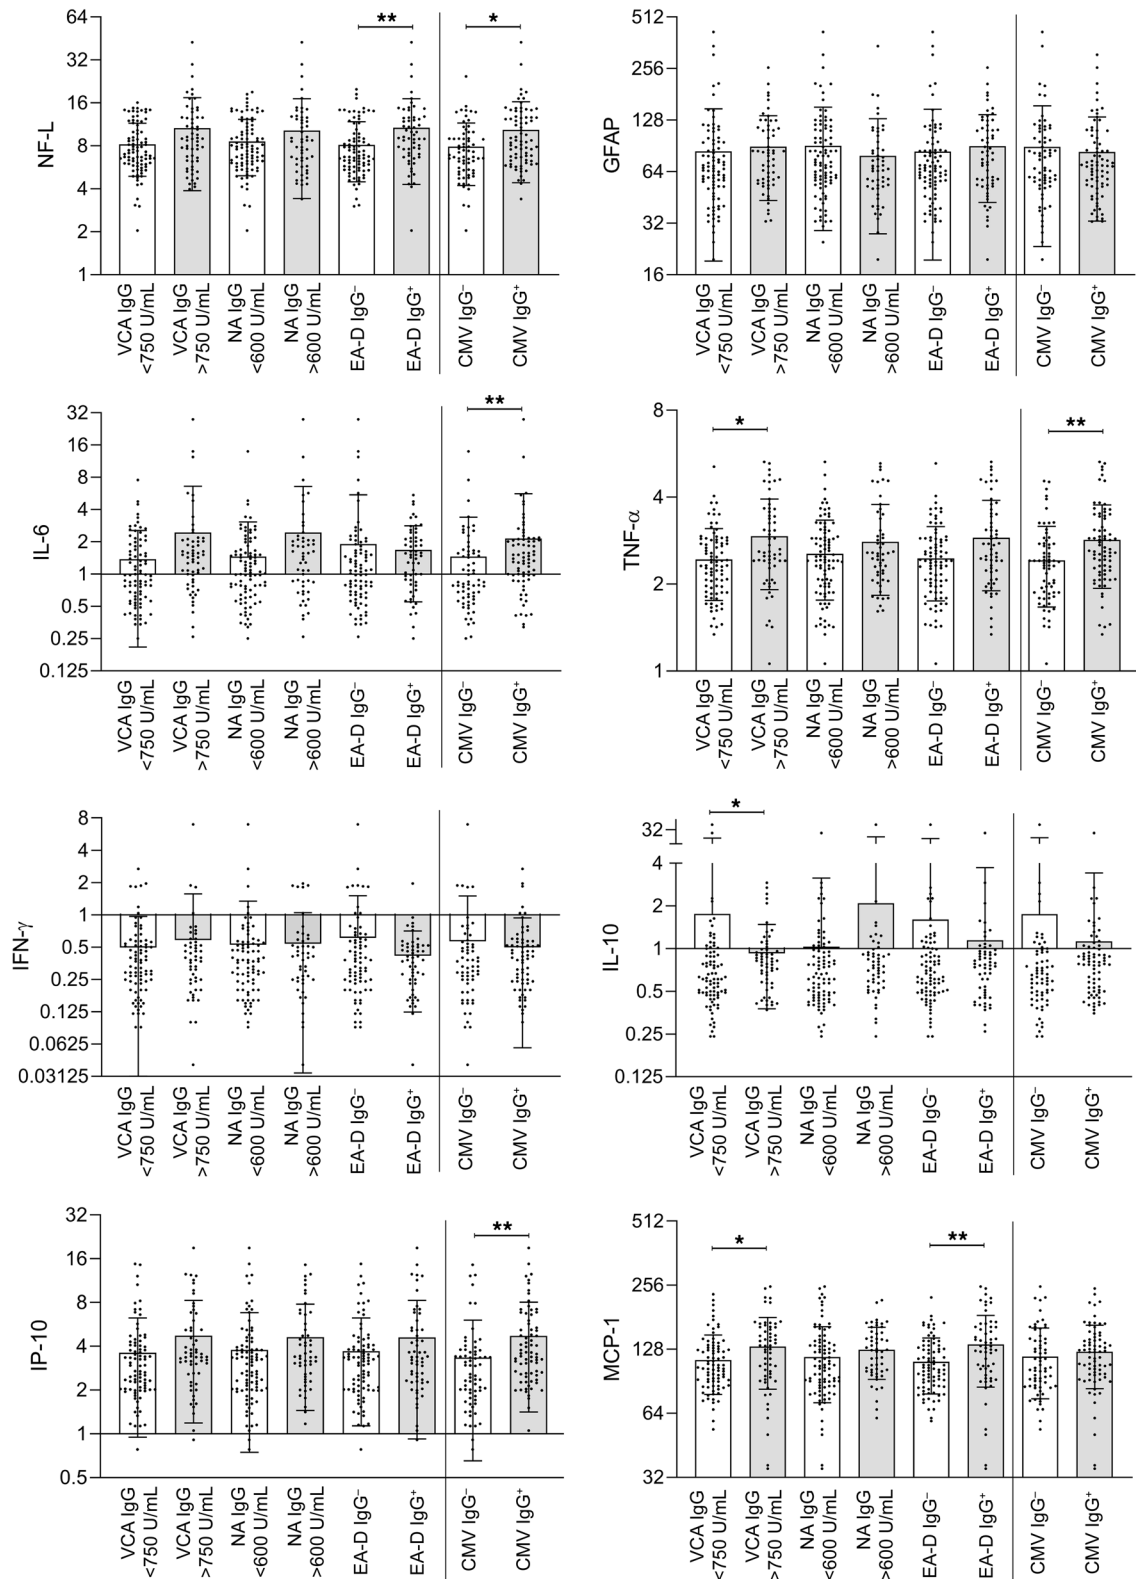 NF-L
64
32
16
8
4
2
1
**
*
VCA IgG
<750 U/mL
VCA IgG
>750 U/mL
NA IgG
<600 U/mL
NA IgG
>600 U/mL
EA-D IgG⁻
EA-D IgG⁺
CMV IgG⁻
CMV IgG⁺
GFAP
512
256
128
64
32
16
VCA IgG
<750 U/mL
VCA IgG
>750 U/mL
NA IgG
<600 U/mL
NA IgG
>600 U/mL
EA-D IgG⁻
EA-D IgG⁺
CMV IgG⁻
CMV IgG⁺
IL-6
32
16
8
4
2
1
0.5
0.25
0.125
**
VCA IgG
<750 U/mL
VCA IgG
>750 U/mL
NA IgG
<600 U/mL
NA IgG
>600 U/mL
EA-D IgG⁻
EA-D IgG⁺
CMV IgG⁻
CMV IgG⁺
TNF-α
8
4
2
1
*
**
VCA IgG
<750 U/mL
VCA IgG
>750 U/mL
NA IgG
<600 U/mL
NA IgG
>600 U/mL
EA-D IgG⁻
EA-D IgG⁺
CMV IgG⁻
CMV IgG⁺
IFN-γ
8
4
2
1
0.5
0.25
0.125
0.0625
0.03125
VCA IgG
<750 U/mL
VCA IgG
>750 U/mL
NA IgG
<600 U/mL
NA IgG
>600 U/mL
EA-D IgG⁻
EA-D IgG⁺
CMV IgG⁻
CMV IgG⁺
IL-10
32
4
2
1
0.5
0.25
0.125
*
VCA IgG
<750 U/mL
VCA IgG
>750 U/mL
NA IgG
<600 U/mL
NA IgG
>600 U/mL
EA-D IgG⁻
EA-D IgG⁺
CMV IgG⁻
CMV IgG⁺
IP-10
32
16
8
4
2
1
0.5
**
VCA IgG
<750 U/mL
VCA IgG
>750 U/mL
NA IgG
<600 U/mL
NA IgG
>600 U/mL
EA-D IgG⁻
EA-D IgG⁺
CMV IgG⁻
CMV IgG⁺
MCP-1
512
256
128
64
32
*
**
VCA IgG
<750 U/mL
VCA IgG
>750 U/mL
NA IgG
<600 U/mL
NA IgG
>600 U/mL
EA-D IgG⁻
EA-D IgG⁺
CMV IgG⁻
CMV IgG⁺